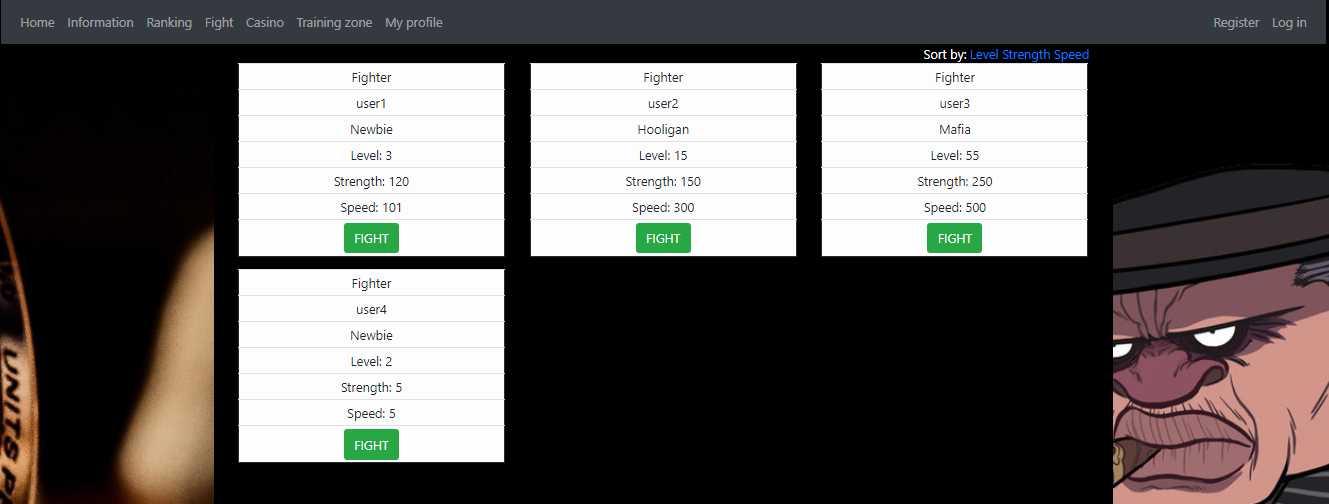 Home Information Ranking Fight Casino Training zone My profile Register Log in
Sort by: Level Strength Speed
Fighter
user1
Newbie
Level: 3
Strength: 120
Speed: 101
FIGHT
Fighter
user2
Hooligan
Level: 15
Strength: 150
Speed: 300
FIGHT
Fighter
user3
Mafia
Level: 55
Strength: 250
Speed: 500
FIGHT
Fighter
user4
Newbie
Level: 2
Strength: 5
Speed: 5
FIGHT
UNITS